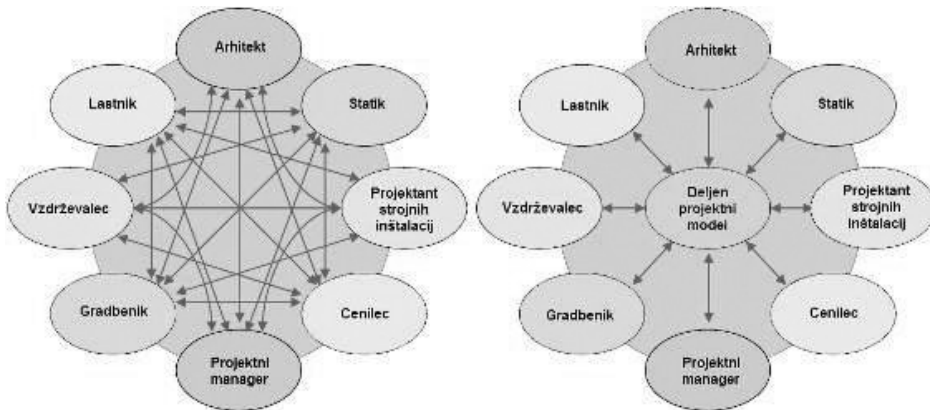 Arhitekt
Lastnik
Statik
Vzdrževalec
Projektant
strojnih
inštalacij
Gradbenik
Cenilec
Projektni
manager
Arhitekt
Lastnik
Statik
Vzdrževalec
Deljen
projektni
model
Projektant
strojnih
inštalacij
Gradbenik
Cenilec
Projektni
manager